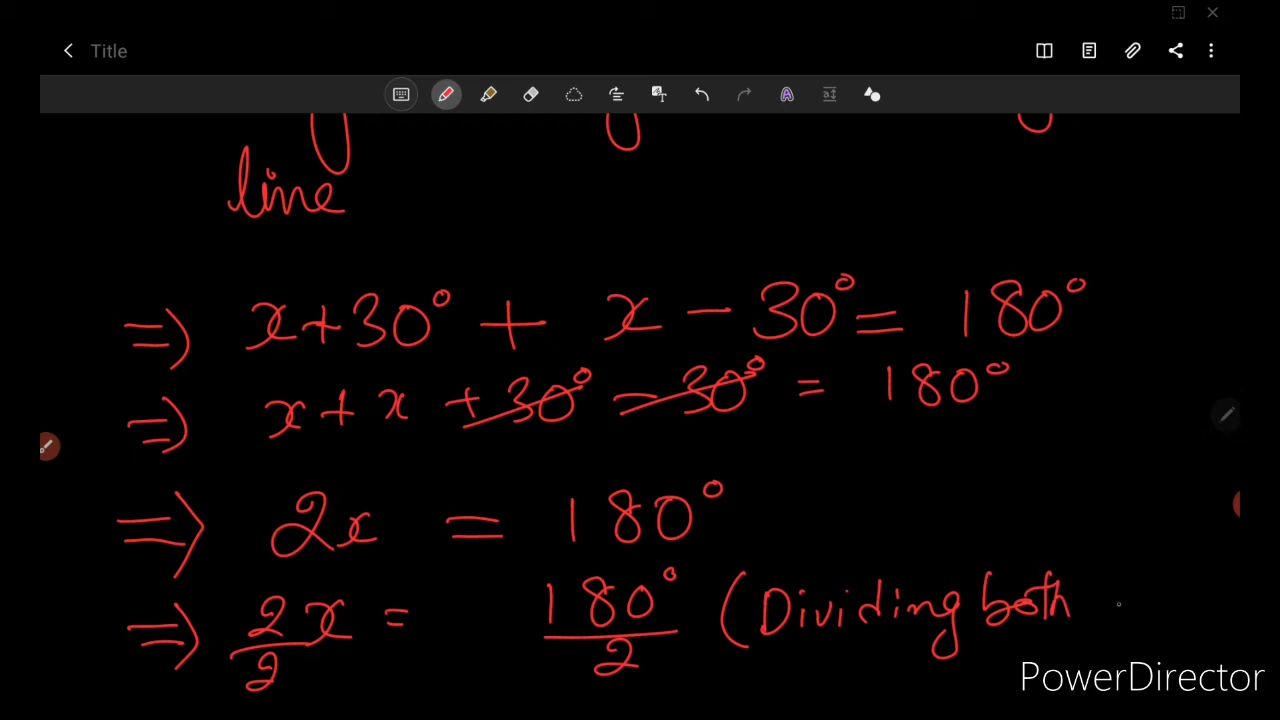 Title
line
=> x+30° + x - 30° = 180°
=> x + x +30° - 30° = 180°
=> 2x = 180°
=> 2x/2 = 180°/2 (Dividing both
PowerDirector